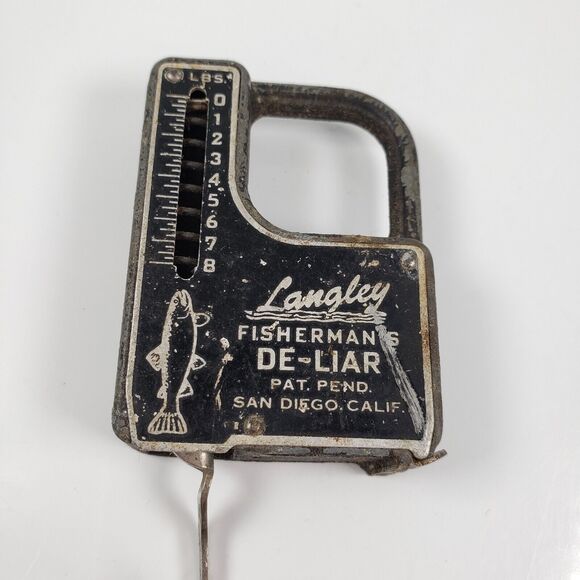 LBS.
0
1
2
3
4
5
6
7
8
Langley
FISHERMAN'S
DE-LIAR
PAT. PEND.
SAN DIEGO. CALIF.